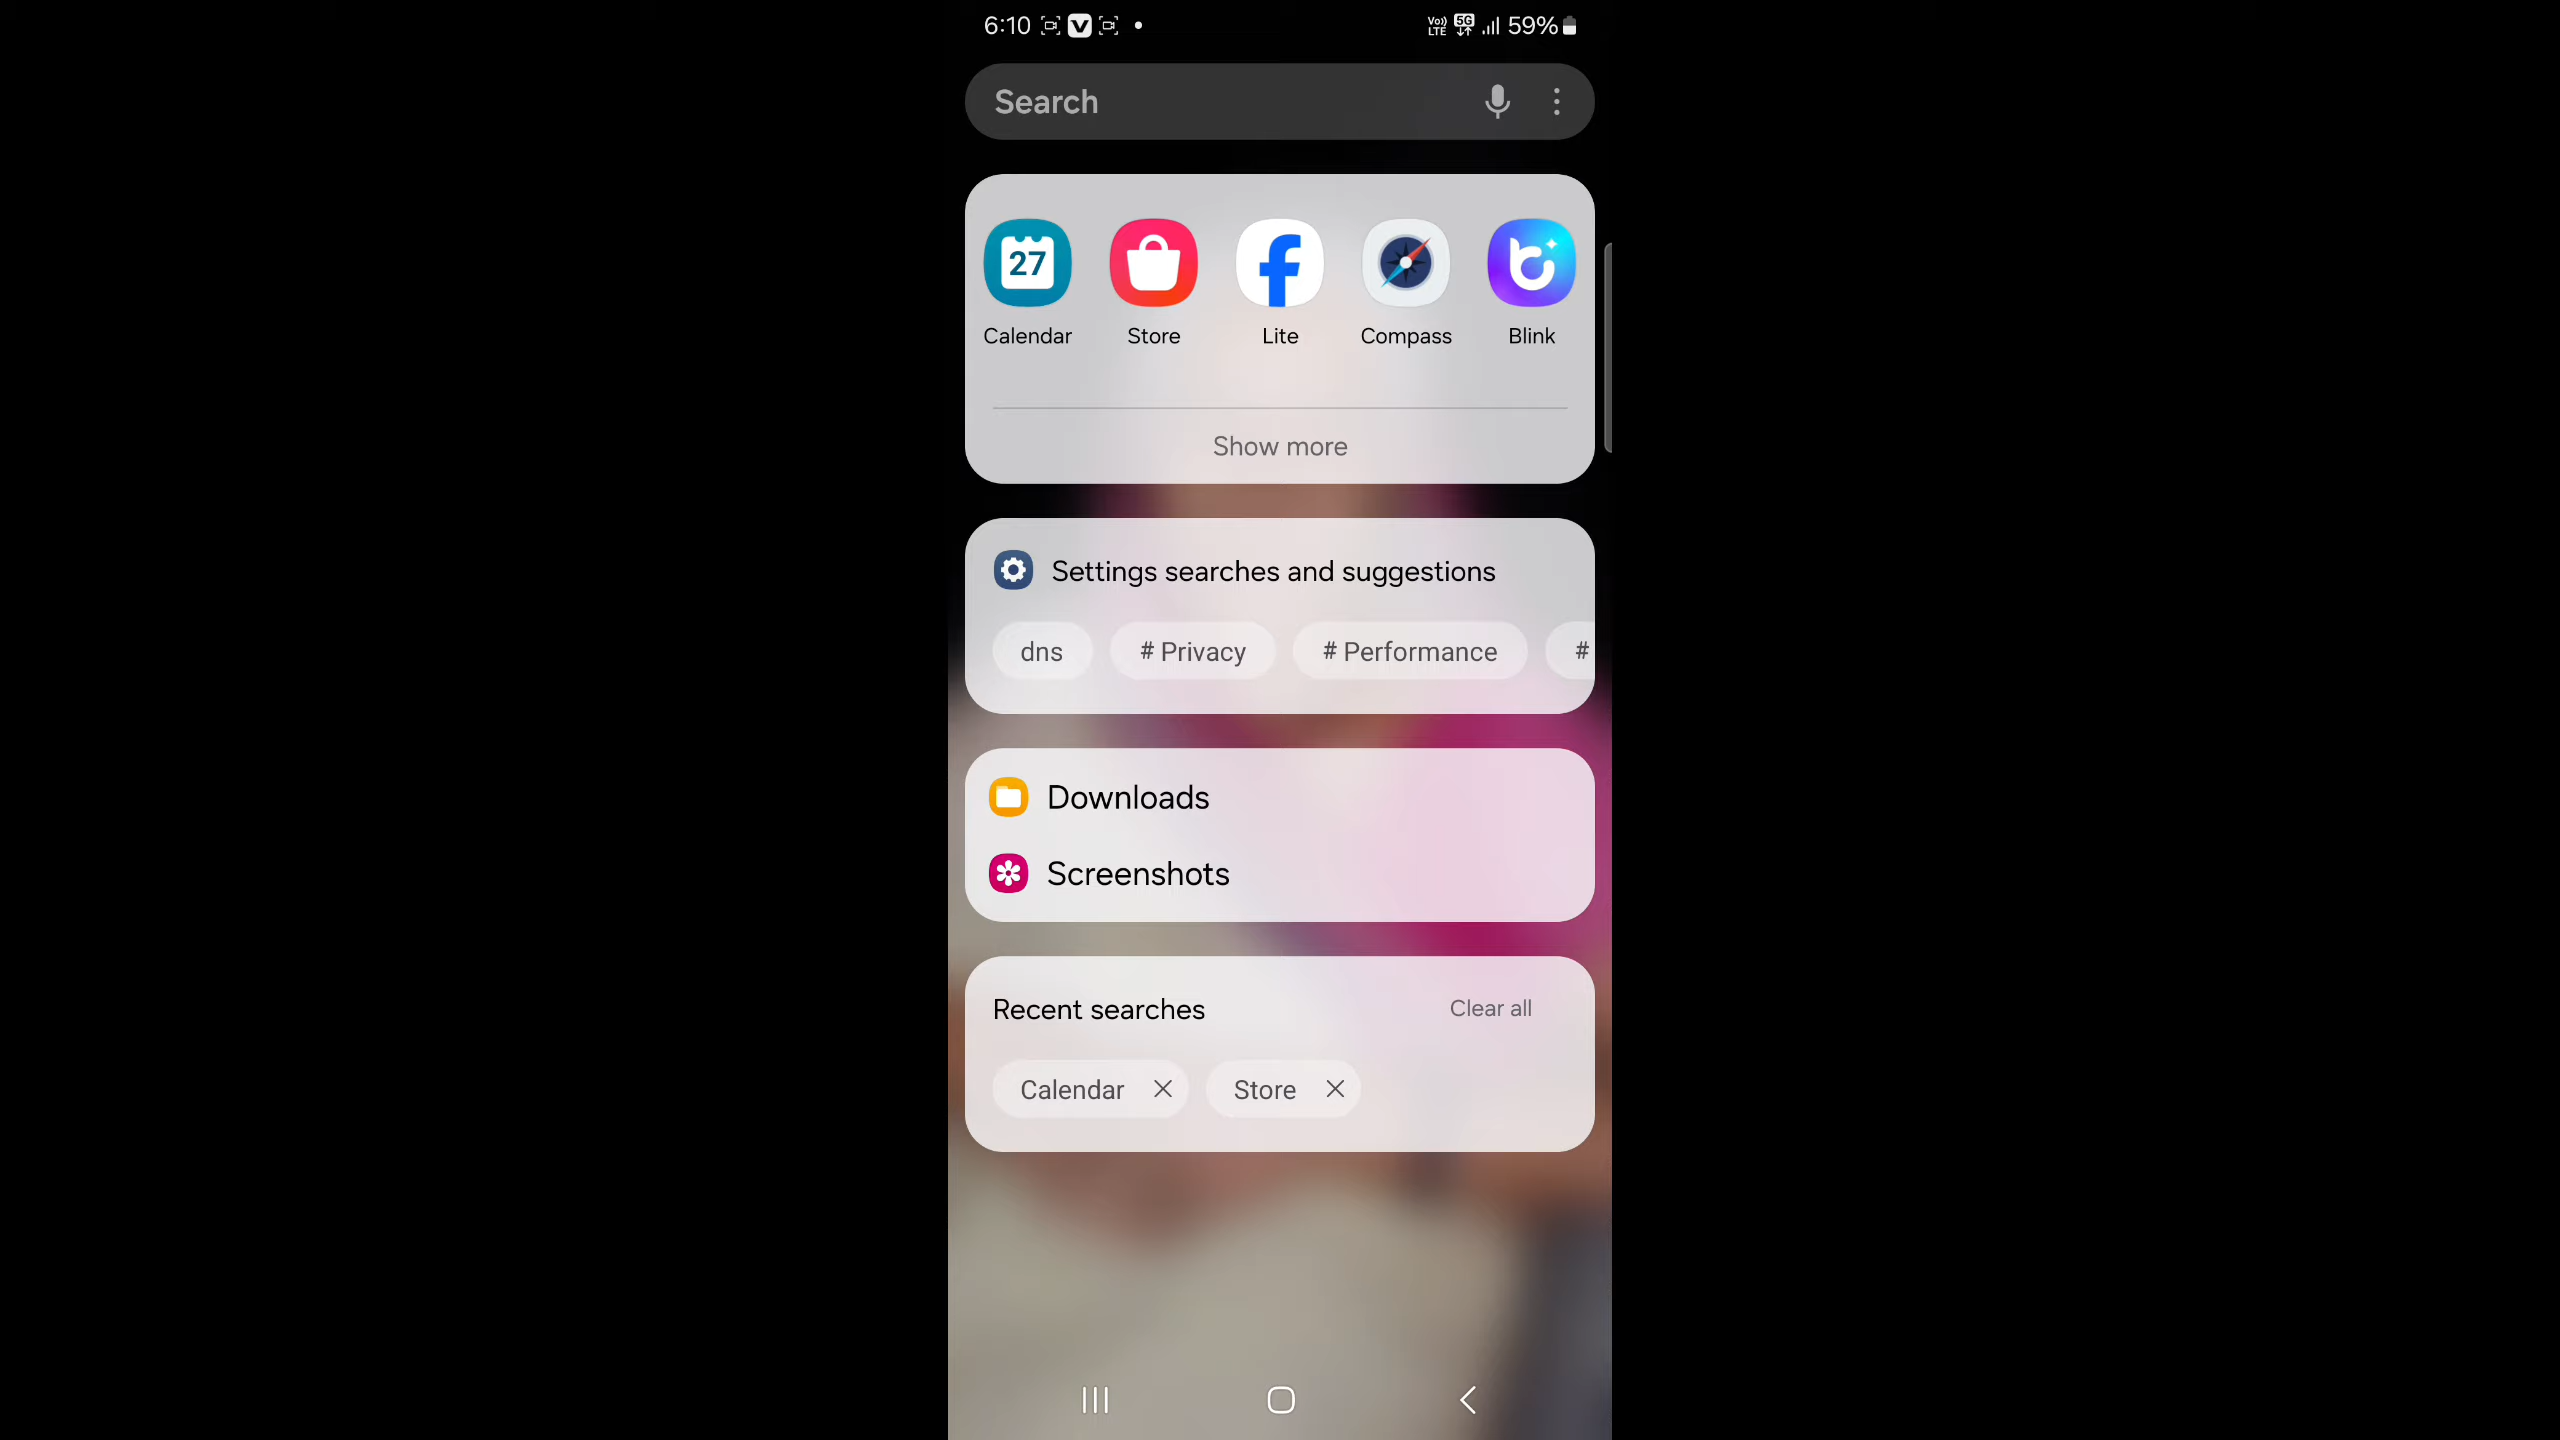 6:10 59%
Search
27
Calendar Store Lite Compass Blink
Show more
Settings searches and suggestions
dns # Privacy # Performance #
Downloads
Screenshots
Recent searches Clear all
Calendar Store